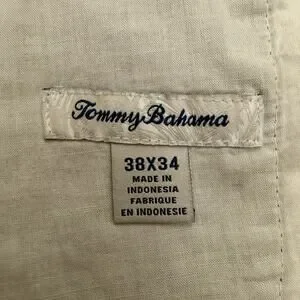 Tommy Bahama
38X34
MADE IN
INDONESIA
FABRIQUE
EN INDONESIE